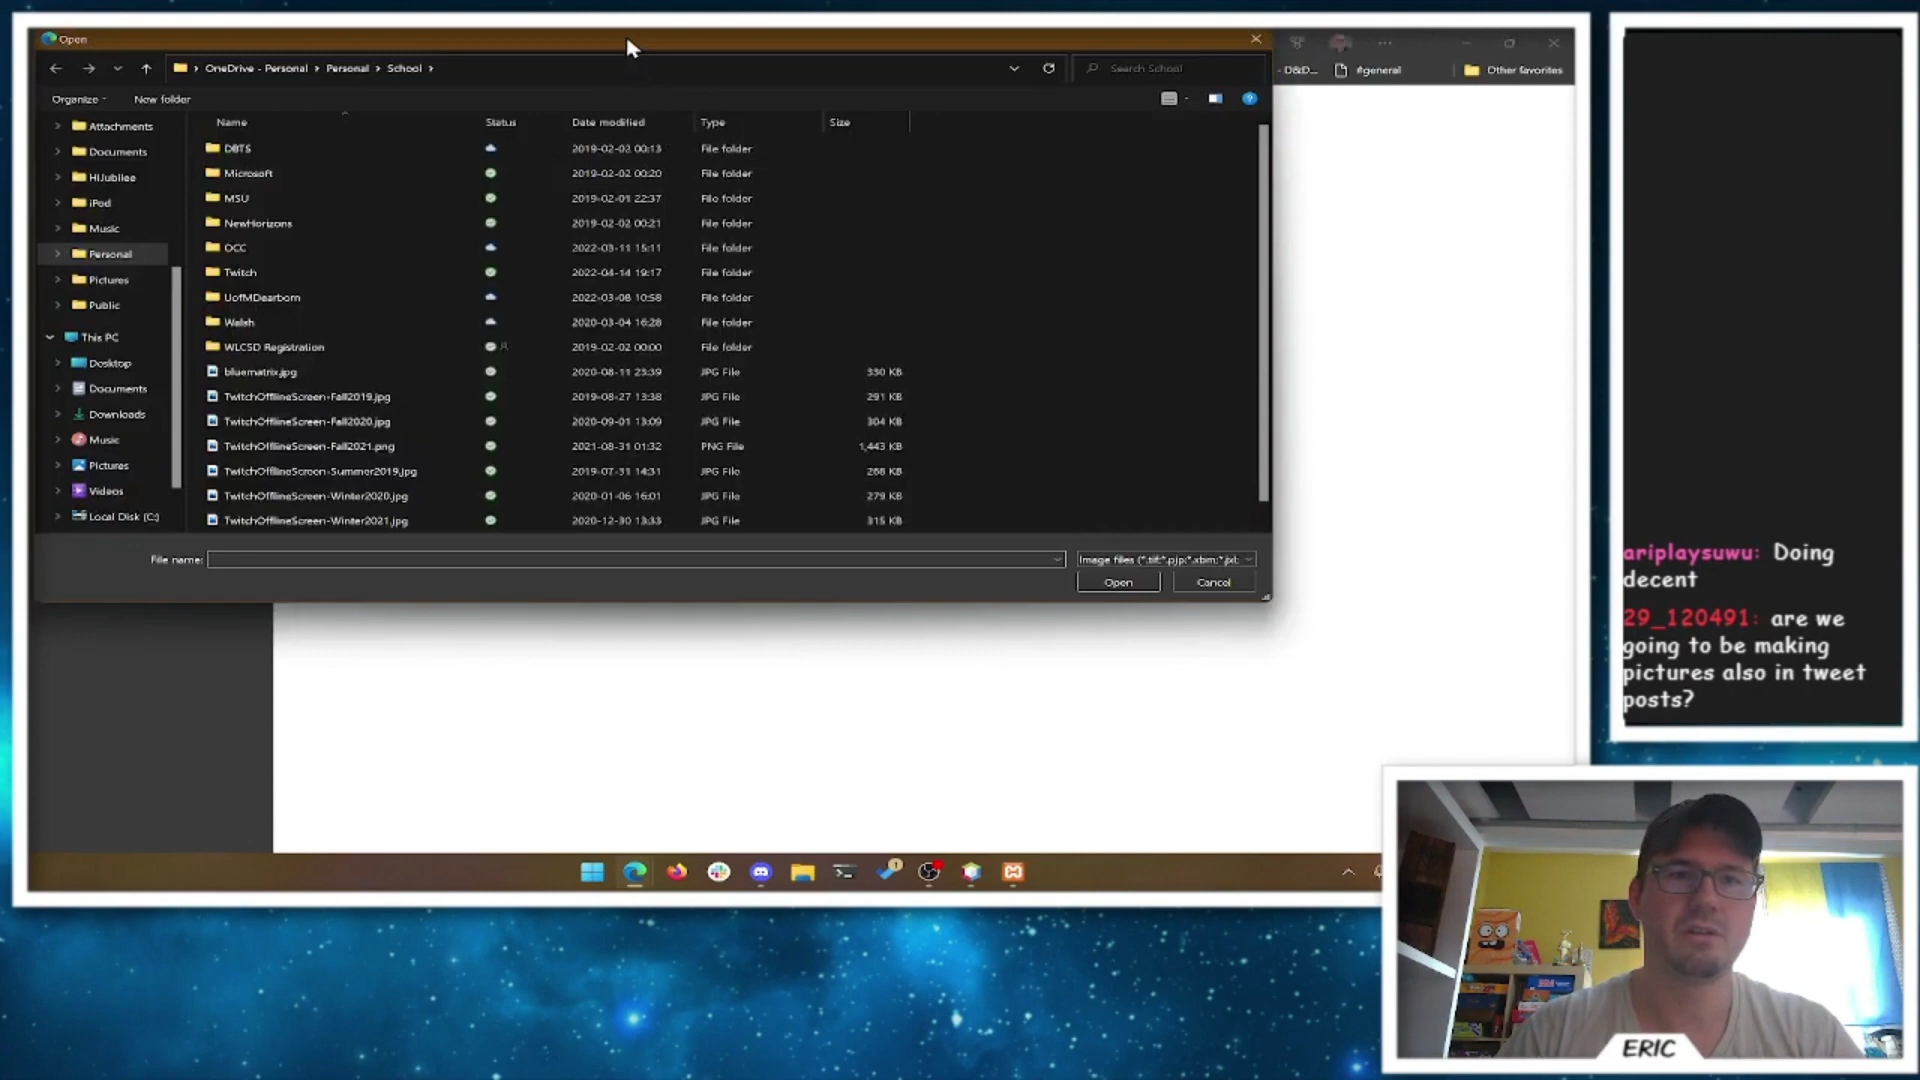 Open
OneDrive - Personal > Personal > School >
Search School
- D&D...
#general
Other favorites
Organize
New folder
Name Status Date modified Type Size
Attachments
Documents
HiJubilee
iPod
Music
Personal
Pictures
Public
This PC
Desktop
Documents
Downloads
Music
Pictures
Videos
Local Disk (C:)
DBTS 2019-02-02 00:13 File folder
Microsoft 2019-02-02 00:20 File folder
MSU 2019-02-01 22:37 File folder
NewHorizons 2019-02-02 00:21 File folder
OCC 2022-03-11 15:11 File folder
Twitch 2022-04-14 19:17 File folder
UofMDearborn 2022-03-08 10:58 File folder
Walsh 2020-03-04 16:28 File folder
WLCSD Registration 2019-02-02 00:00 File folder
bluematrix.jpg 2020-08-11 23:39 JPG File 330 KB
TwitchOfflineScreen-Fall2019.jpg 2019-08-27 13:38 JPG File 291 KB
TwitchOfflineScreen-Fall2020.jpg 2020-09-01 13:09 JPG File 304 KB
TwitchOfflineScreen-Fall2021.png 2021-08-31 01:32 PNG File 1,443 KB
TwitchOfflineScreen-Summer2019.jpg 2019-07-31 14:31 JPG File 268 KB
TwitchOfflineScreen-Winter2020.jpg 2020-01-06 16:01 JPG File 279 KB
TwitchOfflineScreen-Winter2021.jpg 2020-12-30 13:33 JPG File 315 KB
File name:
Image files (*.tif;*.pjp;*.xbm;*.jxl;
Open
Cancel
ariplaysuwu: Doing
decent
29_120491: are we
going to be making
pictures also in tweet
posts?
1
ERIC